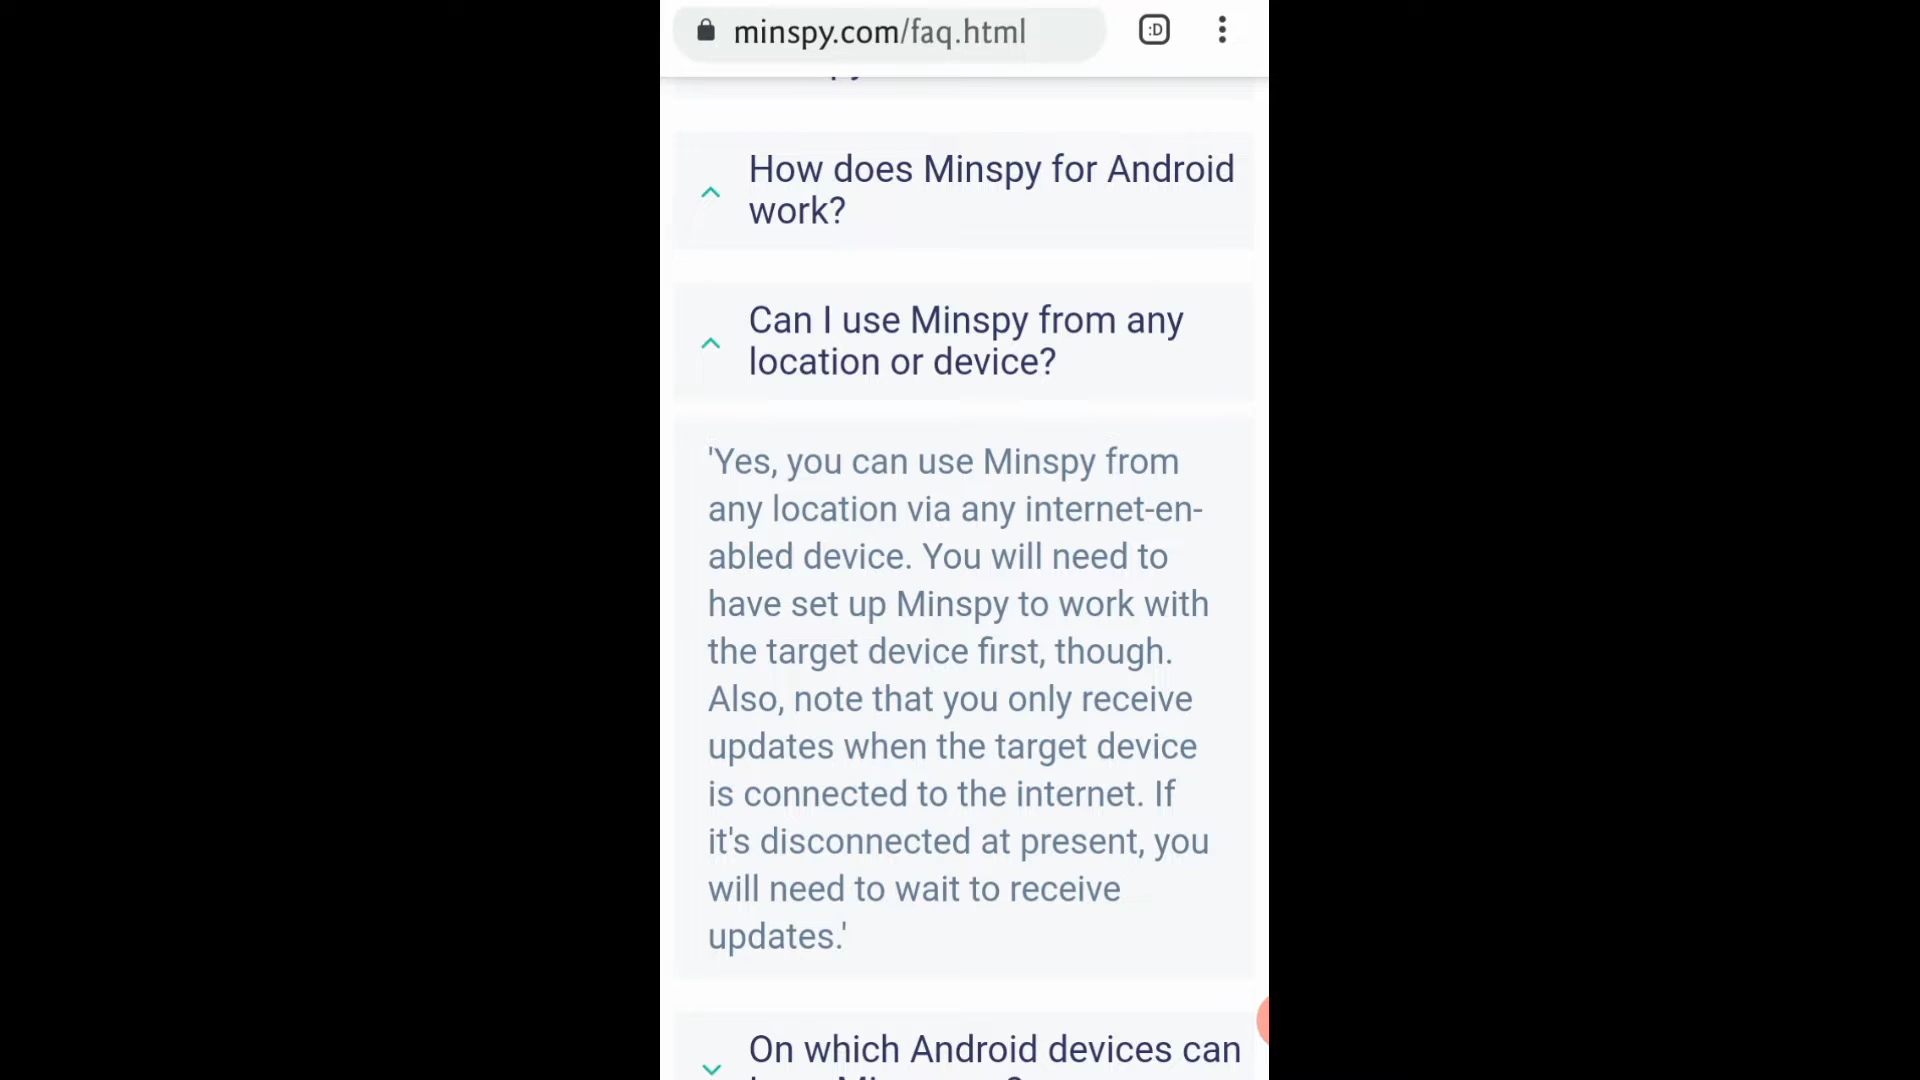 minspy.com/faq.html
:D
How does Minspy for Android
work?
Can I use Minspy from any
location or device?
'Yes, you can use Minspy from
any location via any internet-en-
abled device. You will need to
have set up Minspy to work with
the target device first, though.
Also, note that you only receive
updates when the target device
is connected to the internet. If
it's disconnected at present, you
will need to wait to receive
updates.'
On which Android devices can